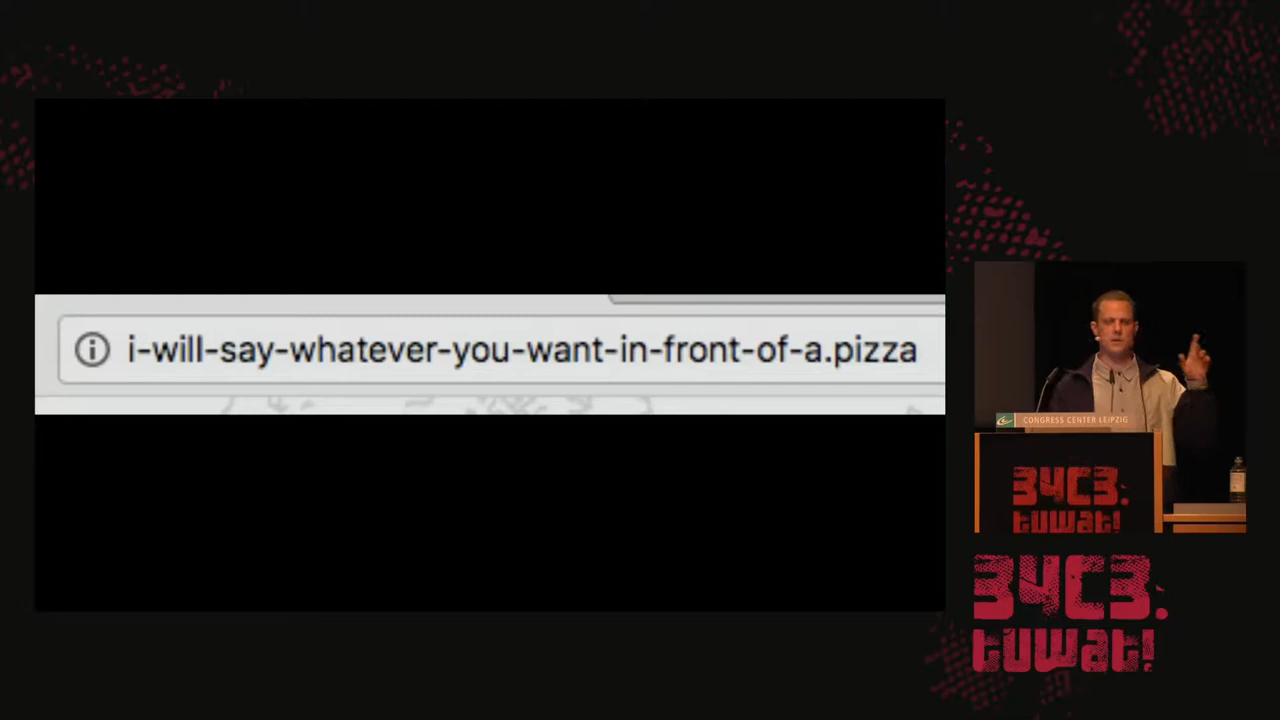 i-will-say-whatever-you-want-in-front-of-a.pizza
CONGRESS CENTER LEIPZIG
34C3.
tuwat!
34C3.
tuwat!